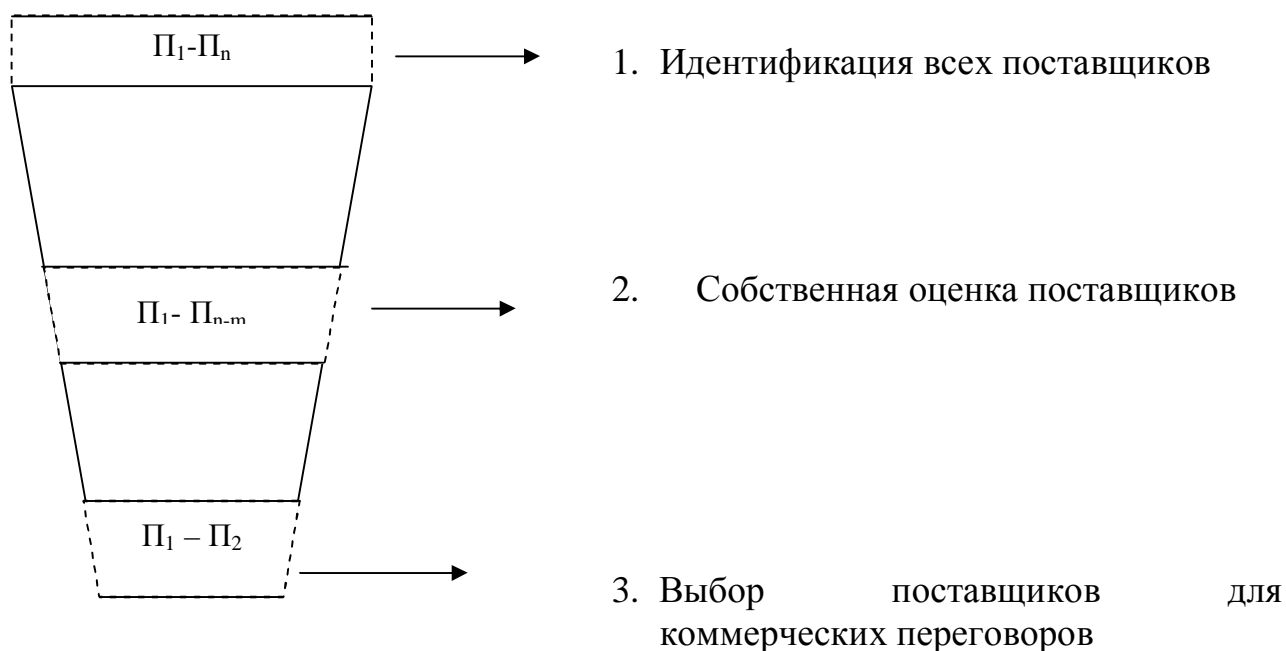 П₁-Пₙ
1. Идентификация всех поставщиков
П₁- Пₙ₋ₘ
2. Собственная оценка поставщиков
П₁ – П₂
3. Выбор поставщиков для
коммерческих переговоров